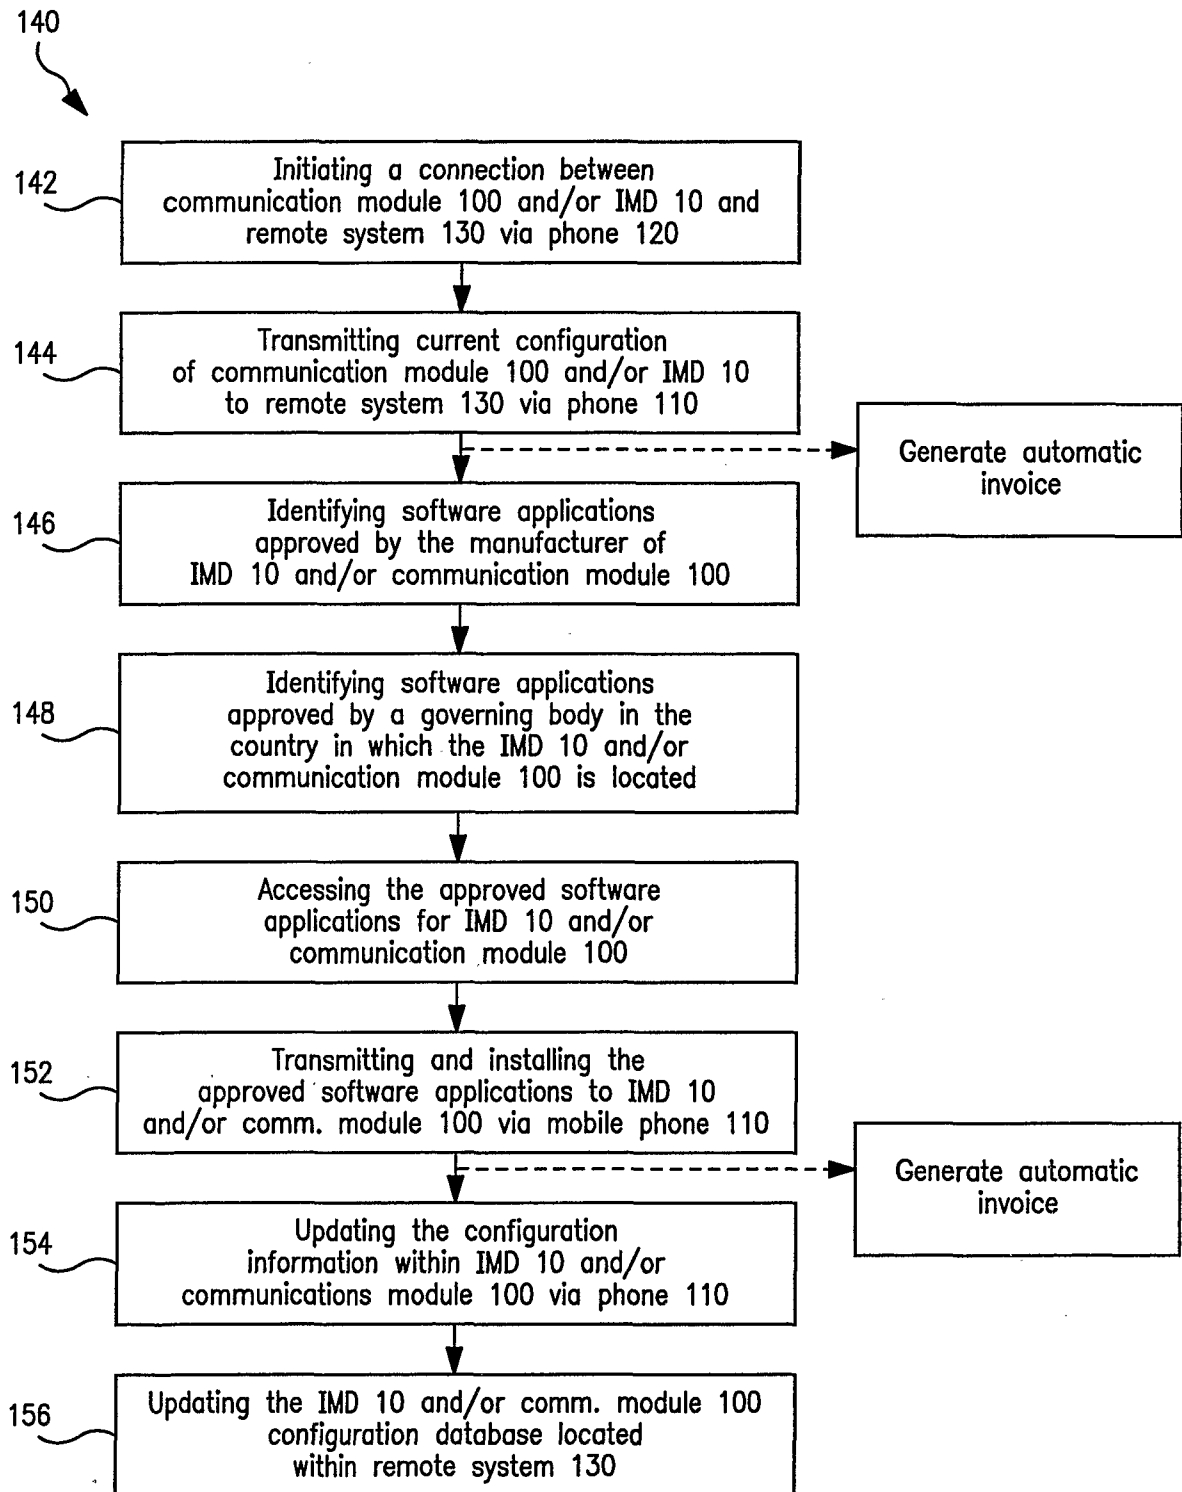 140
142
Initiating a connection between
communication module 100 and/or IMD 10 and
remote system 130 via phone 120
144
Transmitting current configuration
of communication module 100 and/or IMD 10
to remote system 130 via phone 110
Generate automatic
invoice
146
Identifying software applications
approved by the manufacturer of
IMD 10 and/or communication module 100
148
Identifying software applications
approved by a governing body in the
country in which the IMD 10 and/or
communication module 100 is located
150
Accessing the approved software
applications for IMD 10 and/or
communication module 100
152
Transmitting and installing the
approved software applications to IMD 10
and/or comm. module 100 via mobile phone 110
Generate automatic
invoice
154
Updating the configuration
information within IMD 10 and/or
communications module 100 via phone 110
156
Updating the IMD 10 and/or comm. module 100
configuration database located
within remote system 130